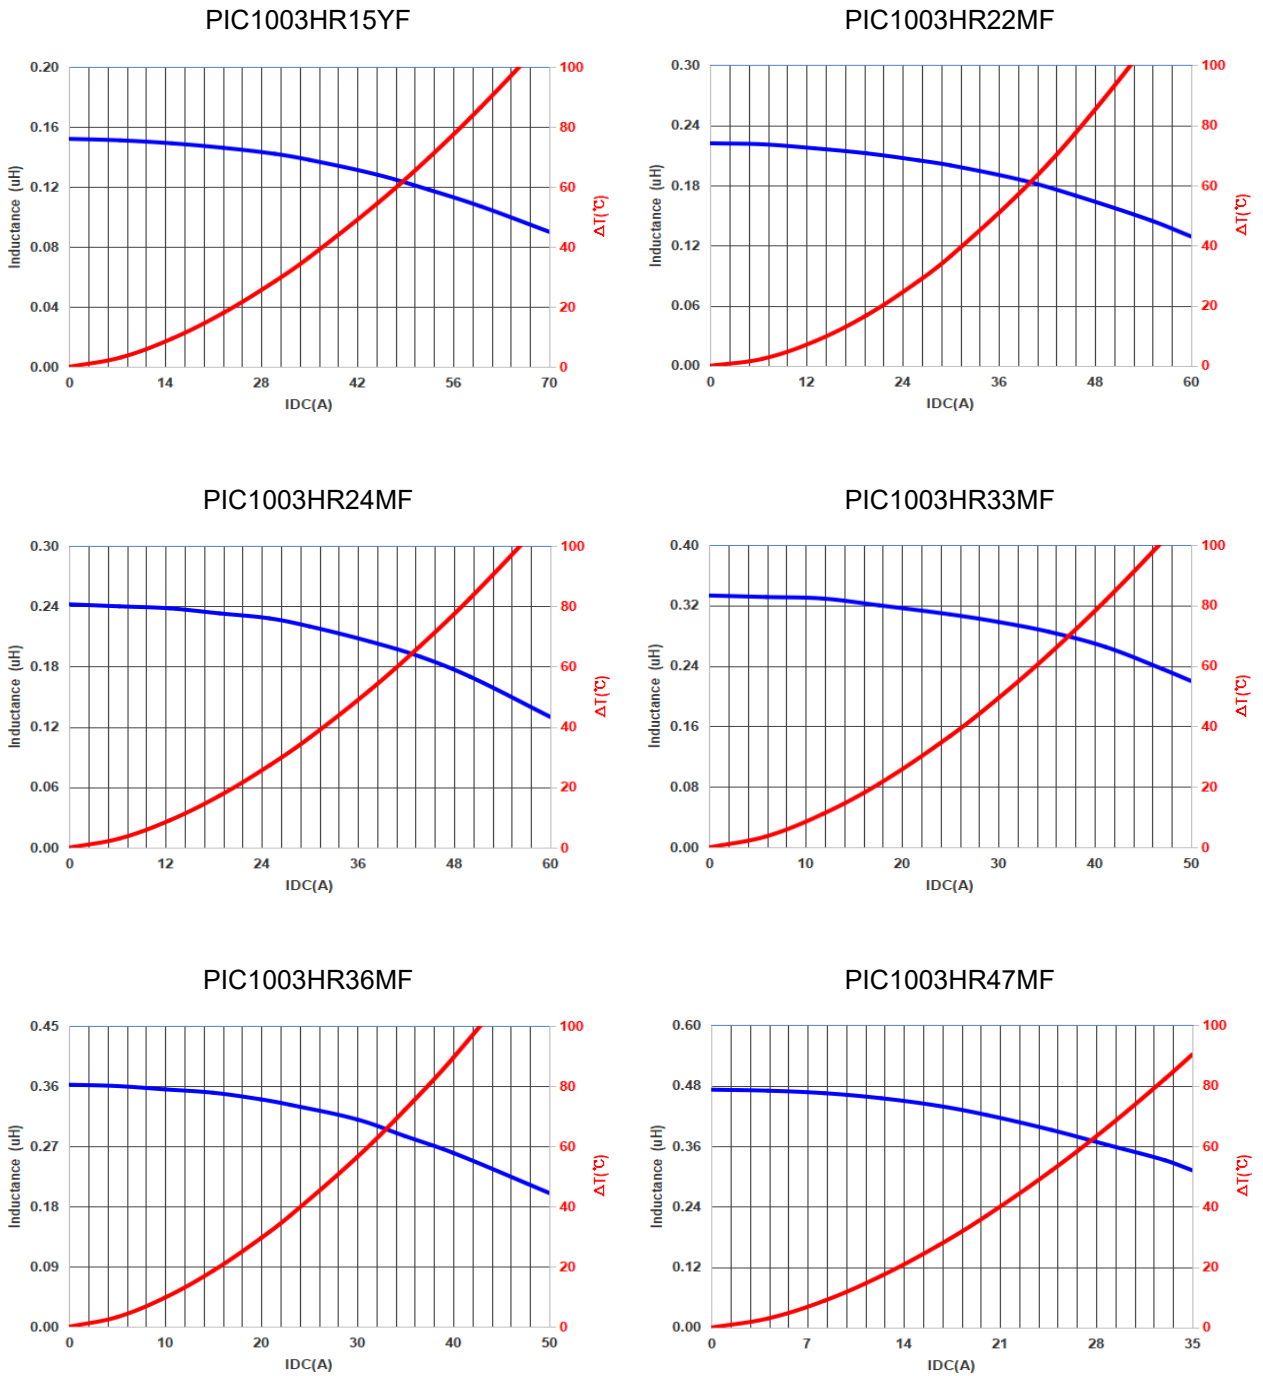 PIC1003HR15YF
0.20
0.16
0.12
0.08
0.04
0.00
Inductance (uH)
100
80
60
40
20
0
ΔT(℃)
0 14 28 42 56 70
IDC(A)
PIC1003HR22MF
0.30
0.24
0.18
0.12
0.06
0.00
Inductance (uH)
100
80
60
40
20
0
ΔT(℃)
0 12 24 36 48 60
IDC(A)
PIC1003HR24MF
0.30
0.24
0.18
0.12
0.06
0.00
Inductance (uH)
100
80
60
40
20
0
ΔT(℃)
0 12 24 36 48 60
IDC(A)
PIC1003HR33MF
0.40
0.32
0.24
0.16
0.08
0.00
Inductance (uH)
100
80
60
40
20
0
ΔT(℃)
0 10 20 30 40 50
IDC(A)
PIC1003HR36MF
0.45
0.36
0.27
0.18
0.09
0.00
Inductance (uH)
100
80
60
40
20
0
ΔT(℃)
0 10 20 30 40 50
IDC(A)
PIC1003HR47MF
0.60
0.48
0.36
0.24
0.12
0.00
Inductance (uH)
100
80
60
40
20
0
ΔT(℃)
0 7 14 21 28 35
IDC(A)